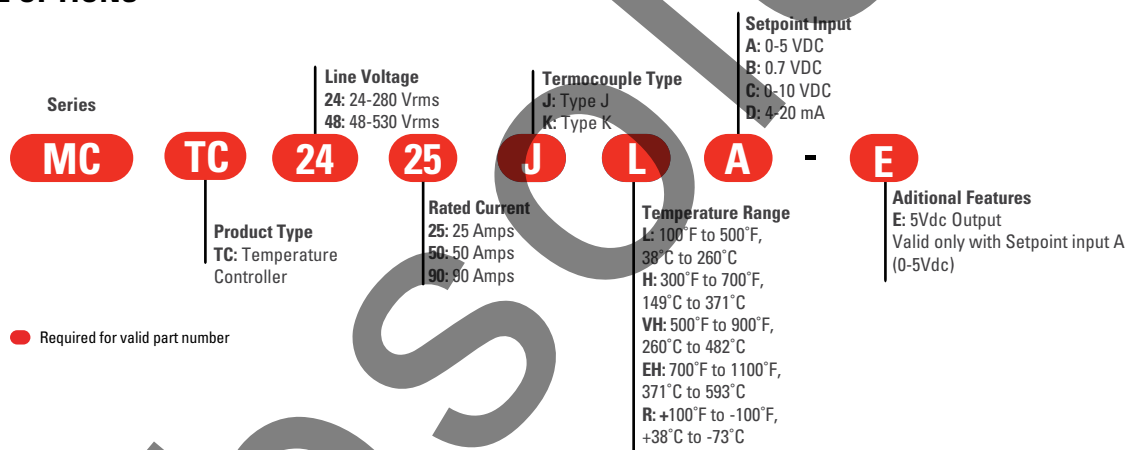 Setpoint Input
A: 0-5 VDC
B: 0.7 VDC
C: 0-10 VDC
D: 4-20 mA
Line Voltage
24: 24-280 Vrms
48: 48-530 Vrms
Termocouple Type
J: Type J
K: Type K
Series
MC TC 24 25 J L A - E
Product Type
TC: Temperature
Controller
Rated Current
25: 25 Amps
50: 50 Amps
90: 90 Amps
Temperature Range
L: 100˚F to 500˚F,
38˚C to 260˚C
H: 300˚F to 700˚F,
149˚C to 371˚C
VH: 500˚F to 900˚F,
260˚C to 482˚C
EH: 700˚F to 1100˚F,
371˚C to 593˚C
R: +100˚F to -100˚F,
+38˚C to -73˚C
Aditional Features
E: 5Vdc Output
Valid only with Setpoint input A
(0-5Vdc)
Required for valid part number